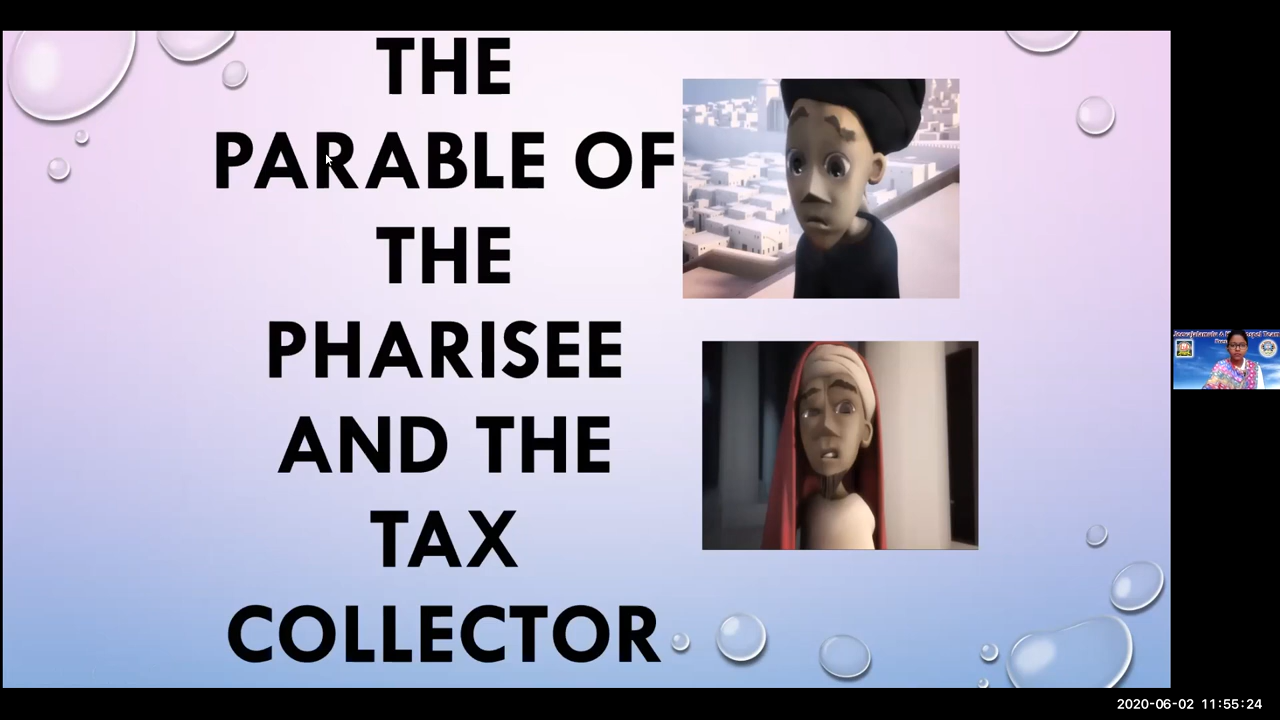 THE
PARABLE OF
THE
PHARISEE
AND THE
TAX
COLLECTOR
2020-06-02 11:55:24